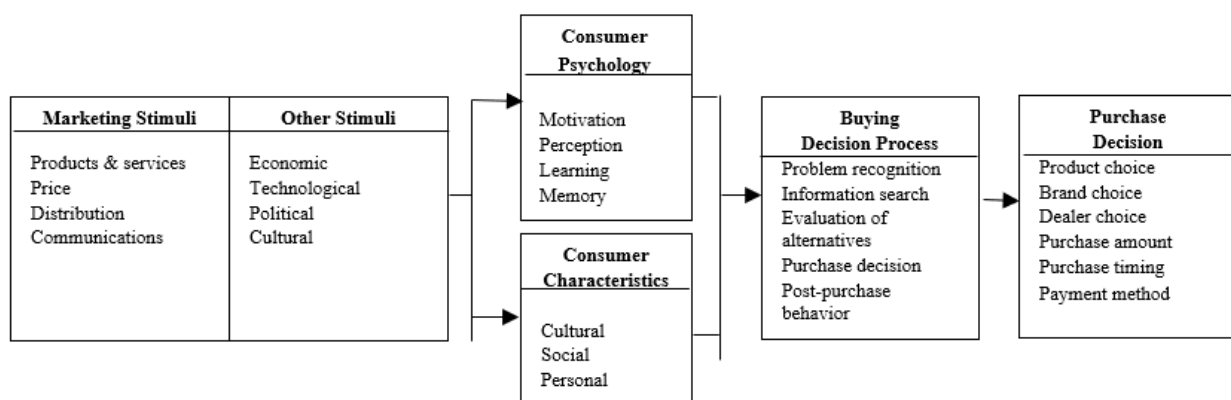 Marketing Stimuli
Products & services
Price
Distribution
Communications
Other Stimuli
Economic
Technological
Political
Cultural
Consumer
Psychology
Motivation
Perception
Learning
Memory
Consumer
Characteristics
Cultural
Social
Personal
Buying
Decision Process
Problem recognition
Information search
Evaluation of
alternatives
Purchase decision
Post-purchase
behavior
Purchase
Decision
Product choice
Brand choice
Dealer choice
Purchase amount
Purchase timing
Payment method